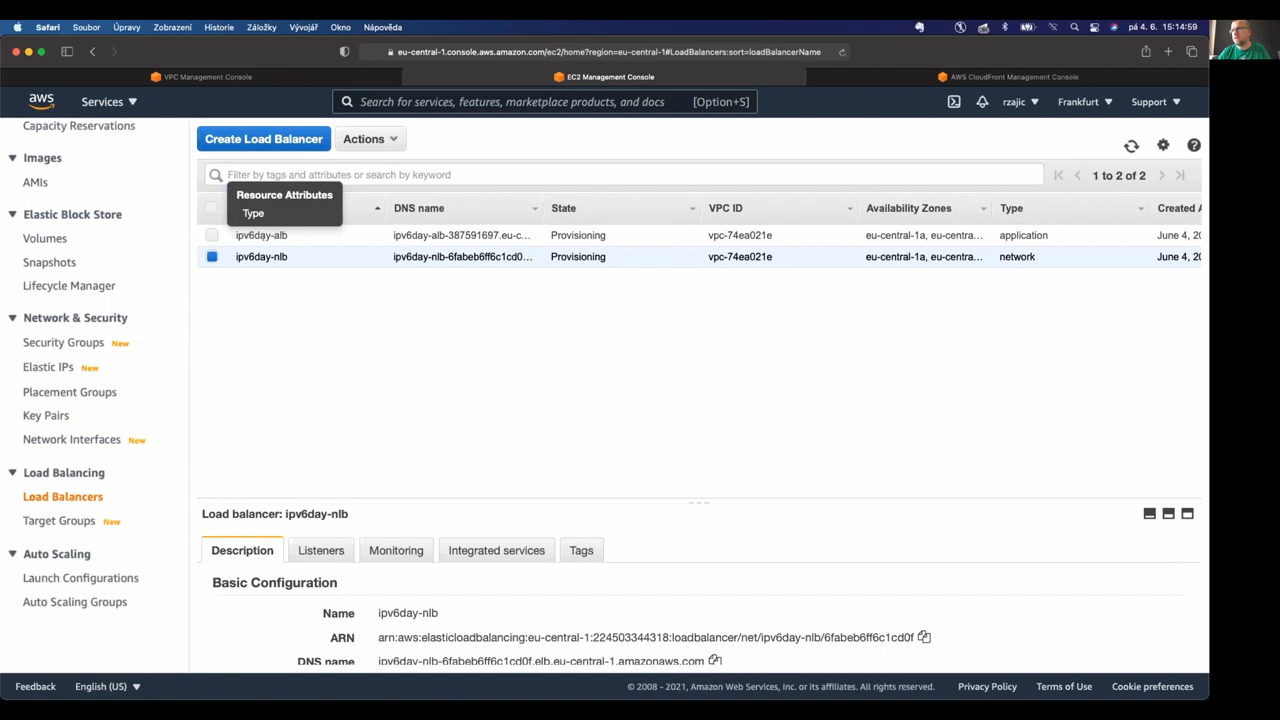 Safari Soubor Úpravy Zobrazení Historie Záložky Vývojář Okno Nápověda pá 4. 6. 15:14:59
eu-central-1.console.aws.amazon.com/ec2/home?region=eu-central-1#LoadBalancers:sort=loadBalancerName
VPC Management Console EC2 Management Console AWS CloudFront Management Console
aws Services Search for services, features, marketplace products, and docs [Option+S] rzajic Frankfurt Support
Capacity Reservations
Images
AMIs
Elastic Block Store
Volumes
Snapshots
Lifecycle Manager
Network & Security
Security Groups New
Elastic IPs New
Placement Groups
Key Pairs
Network Interfaces New
Load Balancing
Load Balancers
Target Groups New
Auto Scaling
Launch Configurations
Auto Scaling Groups
Create Load Balancer Actions
Filter by tags and attributes or search by keyword 1 to 2 of 2
Resource Attributes
Type
DNS name State VPC ID Availability Zones Type Created A
ipv6day-alb ipv6day-alb-387591697.eu-c... Provisioning vpc-74ea021e eu-central-1a, eu-centra... application June 4, 20
ipv6day-nlb ipv6day-nlb-6fabeb6ff6c1cd0... Provisioning vpc-74ea021e eu-central-1a, eu-centra... network June 4, 20
Load balancer: ipv6day-nlb
Description Listeners Monitoring Integrated services Tags
Basic Configuration
Name ipv6day-nlb
ARN arn:aws:elasticloadbalancing:eu-central-1:224503344318:loadbalancer/net/ipv6day-nlb/6fabeb6ff6c1cd0f
DNS name ipv6day-nlb-6fabeb6ff6c1cd0f.elb.eu-central-1.amazonaws.com
Feedback English (US) © 2008 - 2021, Amazon Web Services, Inc. or its affiliates. All rights reserved. Privacy Policy Terms of Use Cookie preferences